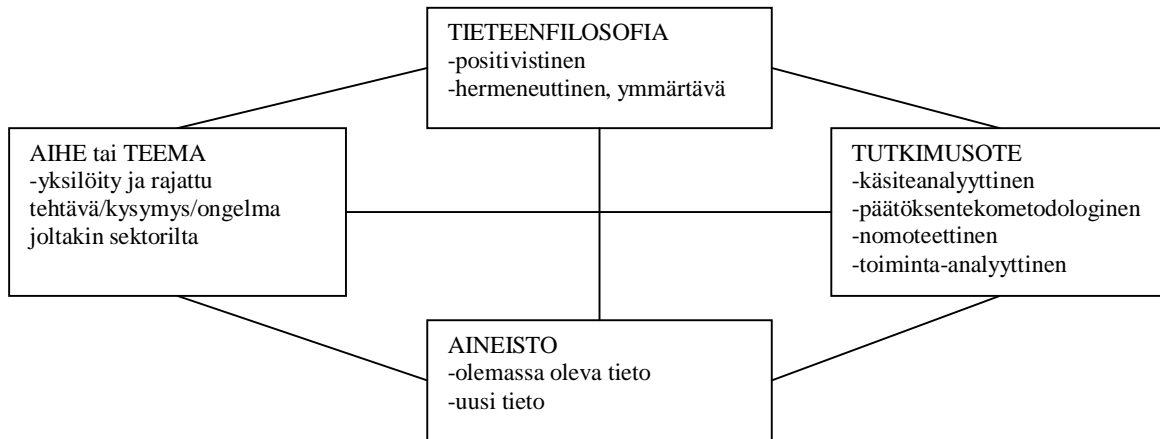 TIETEENFILOSOFIA
-positivistinen
-hermeneuttinen, ymmärtävä
AIHE tai TEEMA
-yksilöity ja rajattu
tehtävä/kysymys/ongelma
joltakin sektorilta
TUTKIMUSOTE
-käsiteanalyyttinen
-päätöksentekometodologinen
-nomoteettinen
-toiminta-analyyttinen
AINEISTO
-olemassa oleva tieto
-uusi tieto